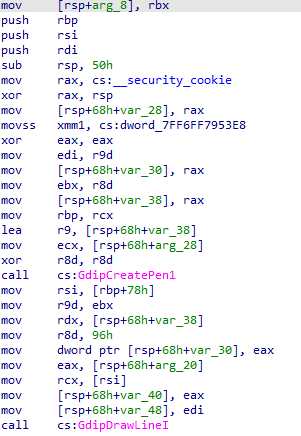 mov [rsp+arg_8], rbx
push rbp
push rsi
push rdi
sub rsp, 50h
mov rax, cs:__security_cookie
xor rax, rsp
mov [rsp+68h+var_28], rax
movss xmm1, cs:dword_7FF6FF7953E8
xor eax, eax
mov edi, r9d
mov [rsp+68h+var_30], rax
mov ebx, r8d
mov [rsp+68h+var_38], rax
mov rbp, rcx
lea r9, [rsp+68h+var_38]
mov ecx, [rsp+68h+arg_28]
xor r8d, r8d
call cs:GdipCreatePen1
mov rsi, [rbp+78h]
mov r9d, ebx
mov rdx, [rsp+68h+var_38]
mov r8d, 96h
mov dword ptr [rsp+68h+var_30], eax
mov eax, [rsp+68h+arg_20]
mov rcx, [rsi]
mov [rsp+68h+var_40], eax
mov [rsp+68h+var_48], edi
call cs:GdipDrawLineI